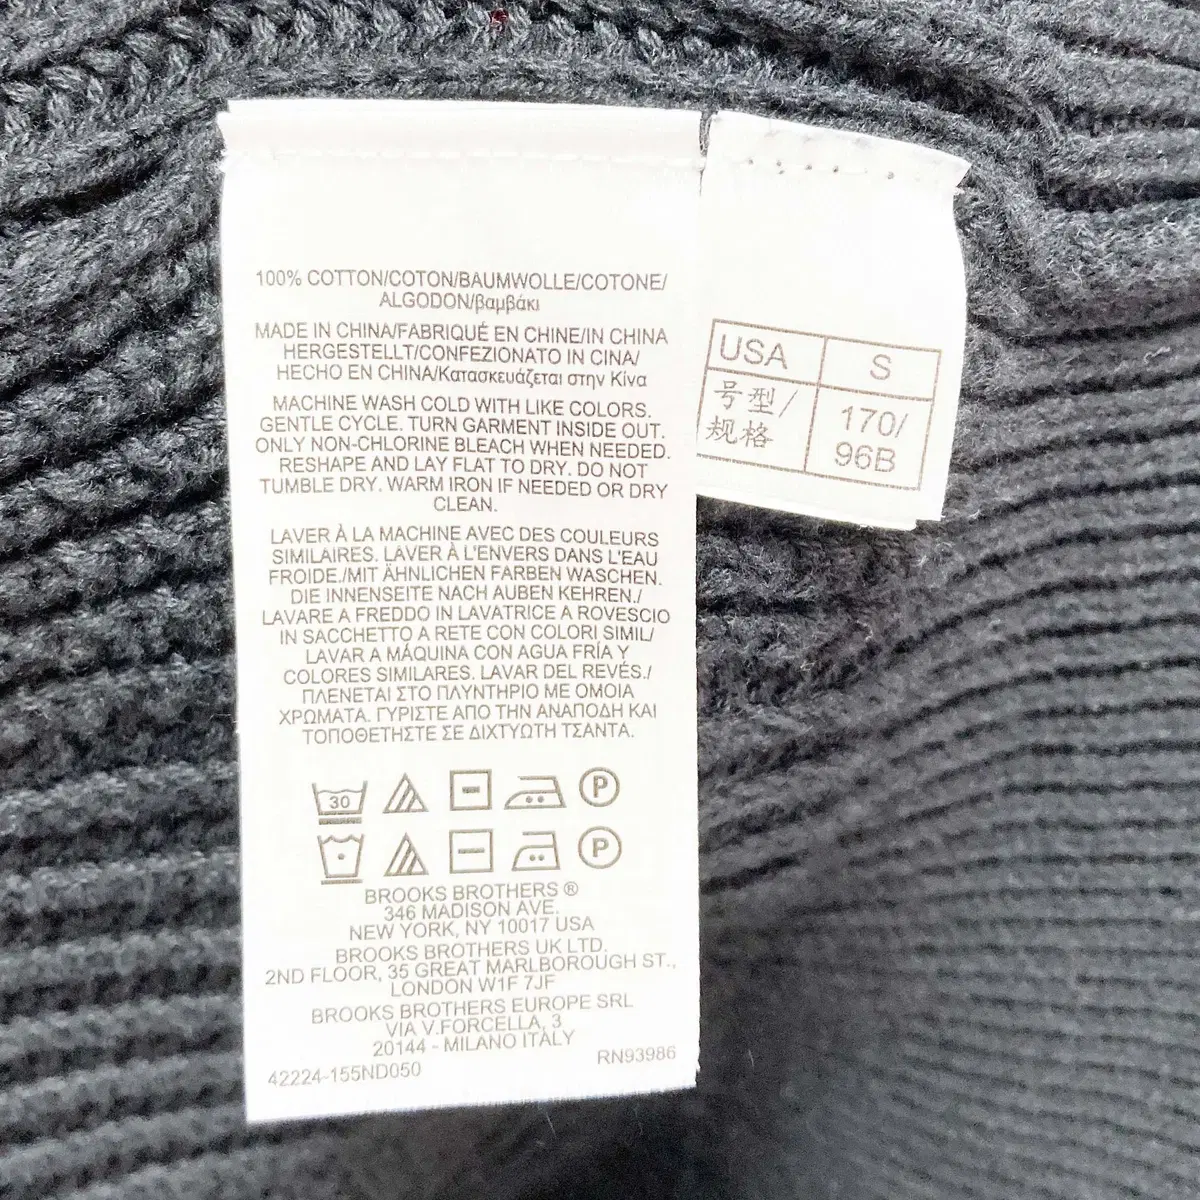 100% COTTON/COTON/BAUMWOLLE/COTONE/
ALGODON/βαμβάκι
MADE IN CHINA/FABRIQUÉ EN CHINE/IN CHINA
HERGESTELLT/CONFEZIONATO IN CINA/
HECHO EN CHINA/Κατασκευάζεται στην Κίνα
MACHINE WASH COLD WITH LIKE COLORS.
GENTLE CYCLE. TURN GARMENT INSIDE OUT.
ONLY NON-CHLORINE BLEACH WHEN NEEDED.
RESHAPE AND LAY FLAT TO DRY. DO NOT
TUMBLE DRY. WARM IRON IF NEEDED OR DRY
CLEAN.
LAVER À LA MACHINE AVEC DES COULEURS
SIMILAIRES. LAVER À L'ENVERS DANS L'EAU
FROIDE./MIT ÄHNLICHEN FARBEN WASCHEN.
DIE INNENSEITE NACH AUBEN KEHREN./
LAVARE A FREDDO IN LAVATRICE A ROVESCIO
IN SACCHETTO A RETE CON COLORI SIMIL/
LAVAR A MÁQUINA CON AGUA FRÍA Y
COLORES SIMILARES. LAVAR DEL REVÉS./
ΠΛΕΝΕΤΑΙ ΣΤΟ ΠΛΥΝΤΗΡΙΟ ΜΕ ΟΜΟΙΑ
ΧΡΩΜΑΤΑ. ΓΥΡΙΣΤΕ ΑΠΟ ΤΗΝ ΑΝΑΠΟΔΗ ΚΑΙ
ΤΟΠΟΘΕΤΗΣΤΕ ΣΕ ΔΙΧΤΥΩΤΗ ΤΣΑΝΤΑ.
30 P
P
BROOKS BROTHERS ®
346 MADISON AVE.
NEW YORK, NY 10017 USA
BROOKS BROTHERS UK LTD.
2ND FLOOR, 35 GREAT MARLBOROUGH ST.,
LONDON W1F 7JF
BROOKS BROTHERS EUROPE SRL
VIA V.FORCELLA, 3
20144 - MILANO ITALY
42224-155ND050 RN93986
USA S
号型/ 170/
规格 96B